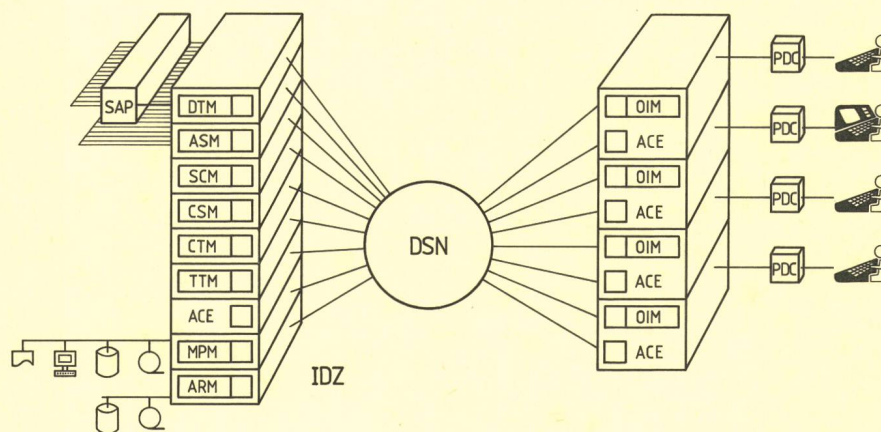 SAP
DTM
ASM
SCM
CSM
CTM
TTM
ACE
MPM
ARM
IDZ
DSN
OIM
ACE
OIM
ACE
OIM
ACE
OIM
ACE
PDC
PDC
PDC
PDC